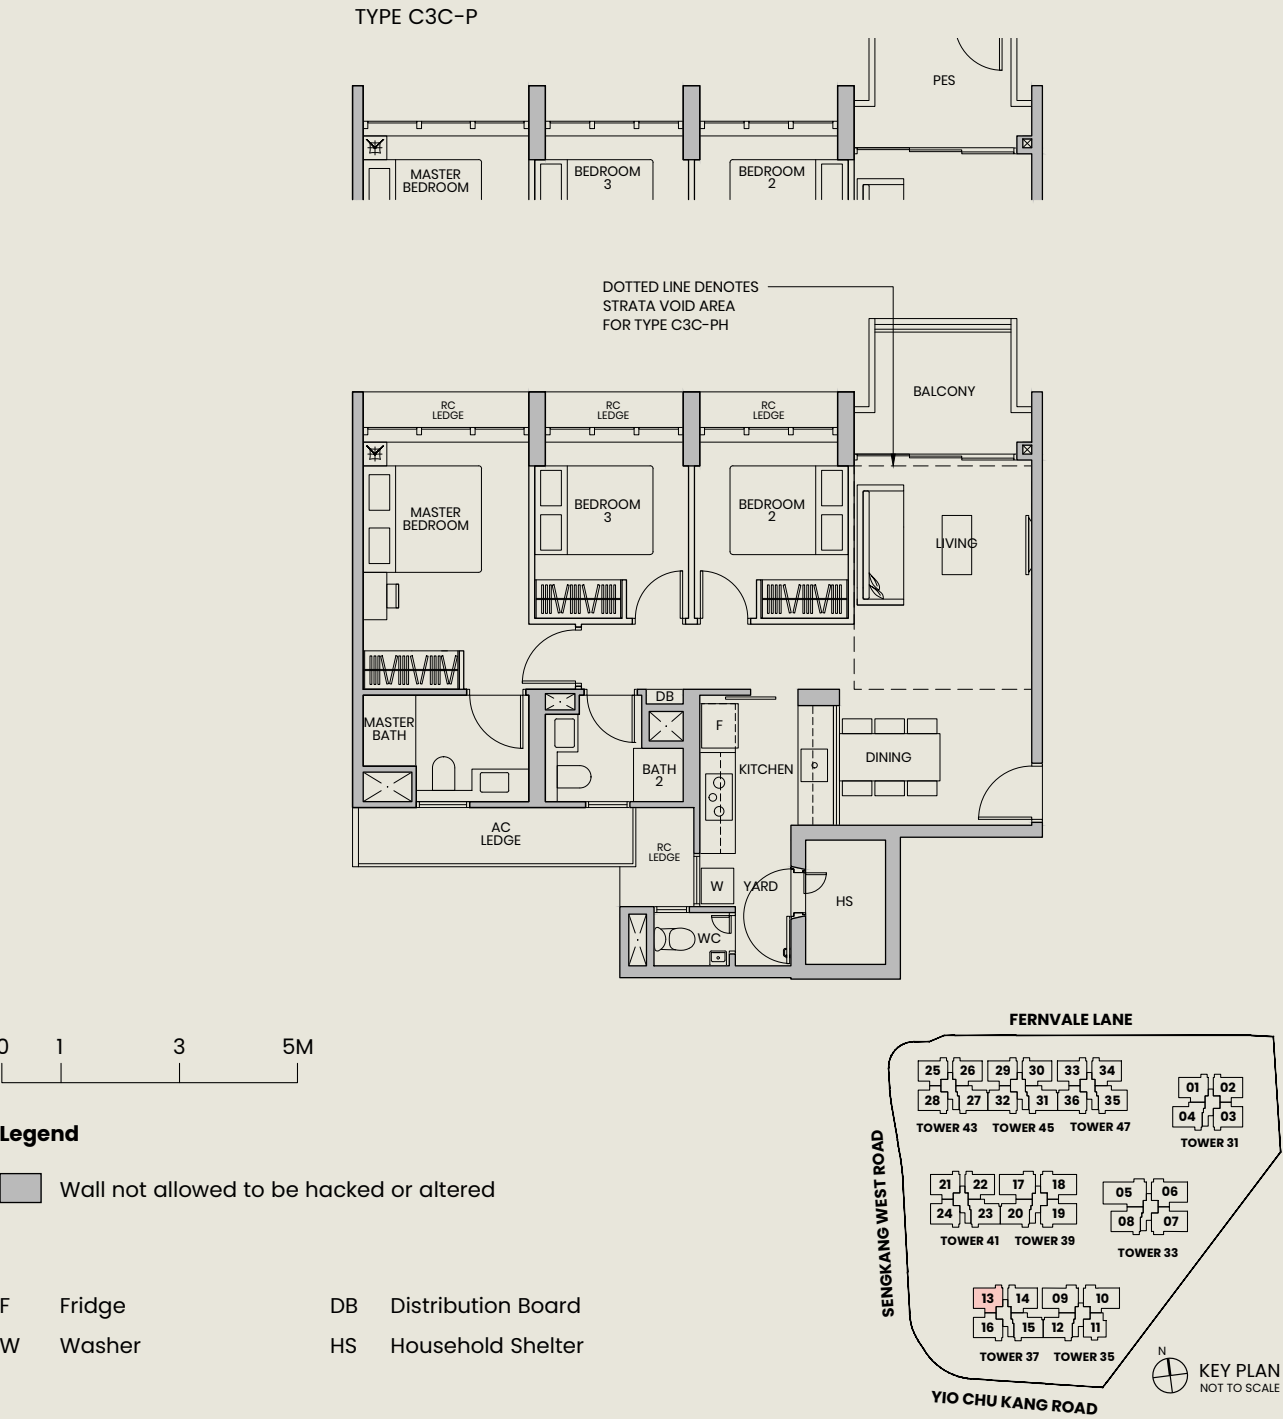 TYPE C3C-P
PES
MASTER
BEDROOM
BEDROOM
3
BEDROOM
2
DOTTED LINE DENOTES
STRATA VOID AREA
FOR TYPE C3C-PH
BALCONY
RC
LEDGE
RC
LEDGE
RC
LEDGE
MASTER
BEDROOM
BEDROOM
3
BEDROOM
2
LIVING
DB
MASTER
BATH
F
BATH
2
KITCHEN
DINING
AC
LEDGE
RC
LEDGE
W
YARD
HS
WC
0 1 3 5M
Legend
Wall not allowed to be hacked or altered
F Fridge
W Washer
DB Distribution Board
HS Household Shelter
FERNVALE LANE
25 26 29 30 33 34
28 27 32 31 36 35
TOWER 43 TOWER 45 TOWER 47
01 02
04 03
TOWER 31
SENGKANG WEST ROAD
21 22 17 18
24 23 20 19
TOWER 41 TOWER 39
05 06
08 07
TOWER 33
13 14 09 10
16 15 12 11
TOWER 37 TOWER 35
YIO CHU KANG ROAD
N
KEY PLAN
NOT TO SCALE